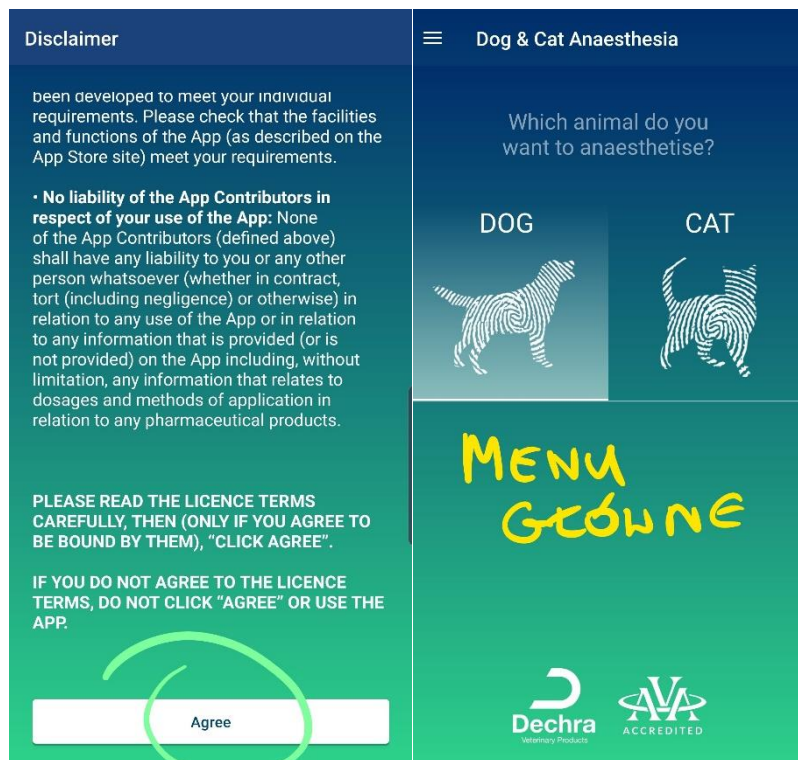 Disclaimer
been developed to meet your individual
requirements. Please check that the facilities
and functions of the App (as described on the
App Store site) meet your requirements.
• No liability of the App Contributors in
respect of your use of the App: None
of the App Contributors (defined above)
shall have any liability to you or any other
person whatsoever (whether in contract,
tort (including negligence) or otherwise) in
relation to any use of the App or in relation
to any information that is provided (or is
not provided) on the App including, without
limitation, any information that relates to
dosages and methods of application in
relation to any pharmaceutical products.
PLEASE READ THE LICENCE TERMS
CAREFULLY, THEN (ONLY IF YOU AGREE TO
BE BOUND BY THEM), “CLICK AGREE”.
IF YOU DO NOT AGREE TO THE LICENCE
TERMS, DO NOT CLICK “AGREE” OR USE THE
APP.
Agree
Dog & Cat Anaesthesia
Which animal do you
want to anaesthetise?
DOG CAT
MENU
GŁÓWNE
Dechra
Veterinary Products
AVA
ACCREDITED